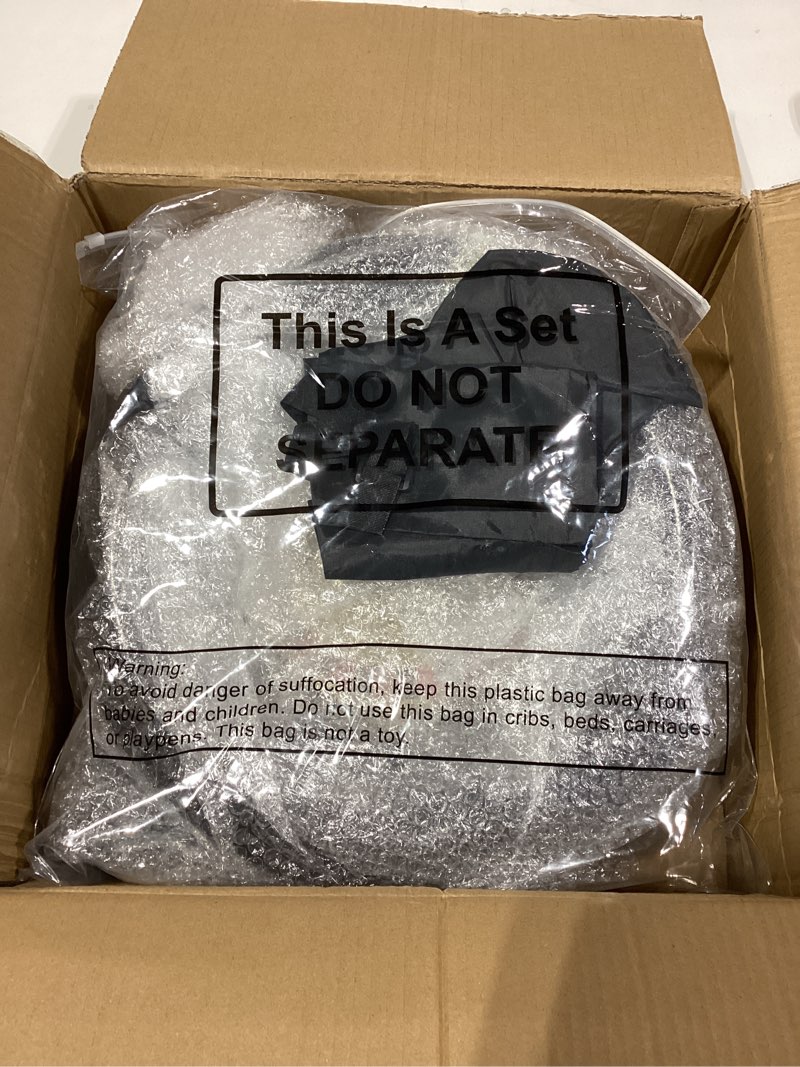 This Is A Set
DO NOT
SEPARATE
Warning:
To avoid danger of suffocation, keep this plastic bag away from
babies and children. Do not use this bag in cribs, beds, carriages,
or playpens. This bag is not a toy.